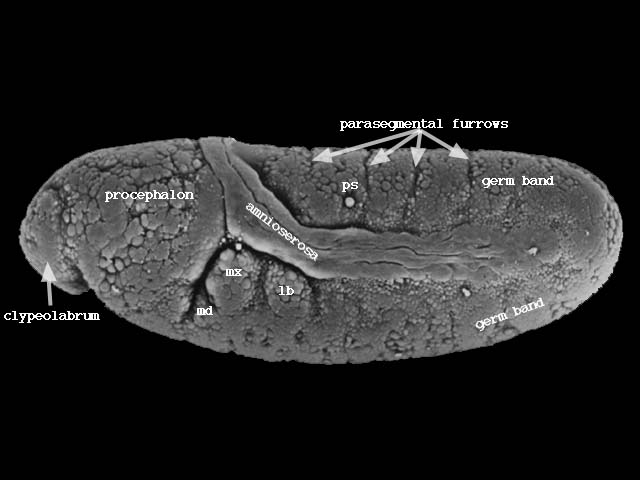 parasegmental furrows
procephalon
ps
germ band
amnioserosa
mx
lb
md
clypeolabrum
germ band